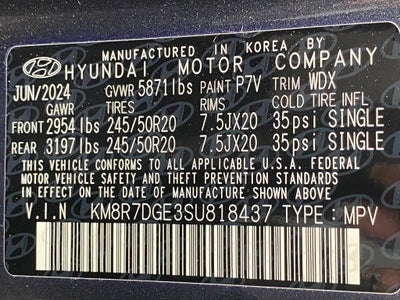 MANUFACTURED IN KOREA BY
HYUNDAI MOTOR COMPANY
JUN/2024 GVWR 5871lbs PAINT P7V TRIM WDX
GAWR TIRES RIMS COLD TIRE INFL
FRONT 2954lbs 245/50R20 7.5JX20 35psi SINGLE
REAR 3197lbs 245/50R20 7.5JX20 35psi SINGLE
THIS VEHICLE CONFORMS TO ALL APPLICABLE U.S.A. FEDERAL
MOTOR VEHICLE SAFETY AND THEFT PREVENTION STANDARDS
IN EFFECT ON THE DATE OF MANUFACTURE SHOWN ABOVE.
V.I.N KM8R7DGE3SU818437 TYPE: MPV